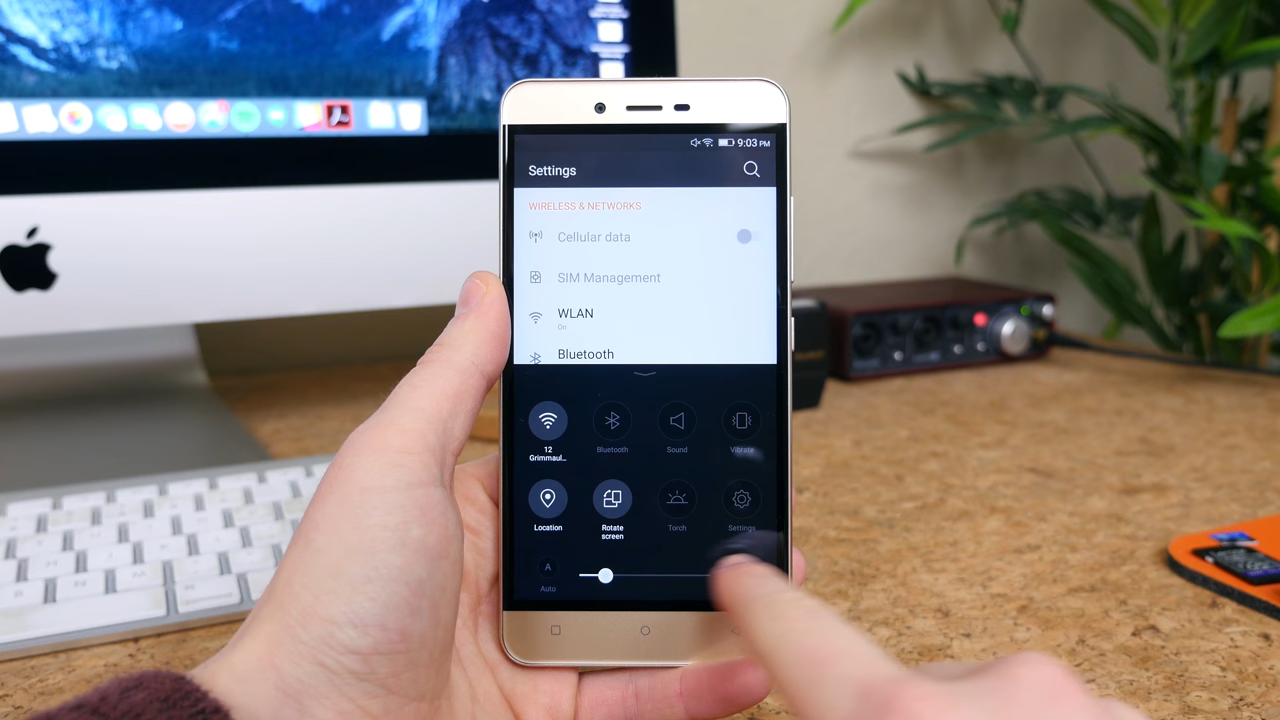 9:03 PM
Settings
WIRELESS & NETWORKS
Cellular data
SIM Management
WLAN
On
Bluetooth
12 Bluetooth Sound Vibrate
Grimmaul...
Location Rotate Torch Settings
screen
A
Auto